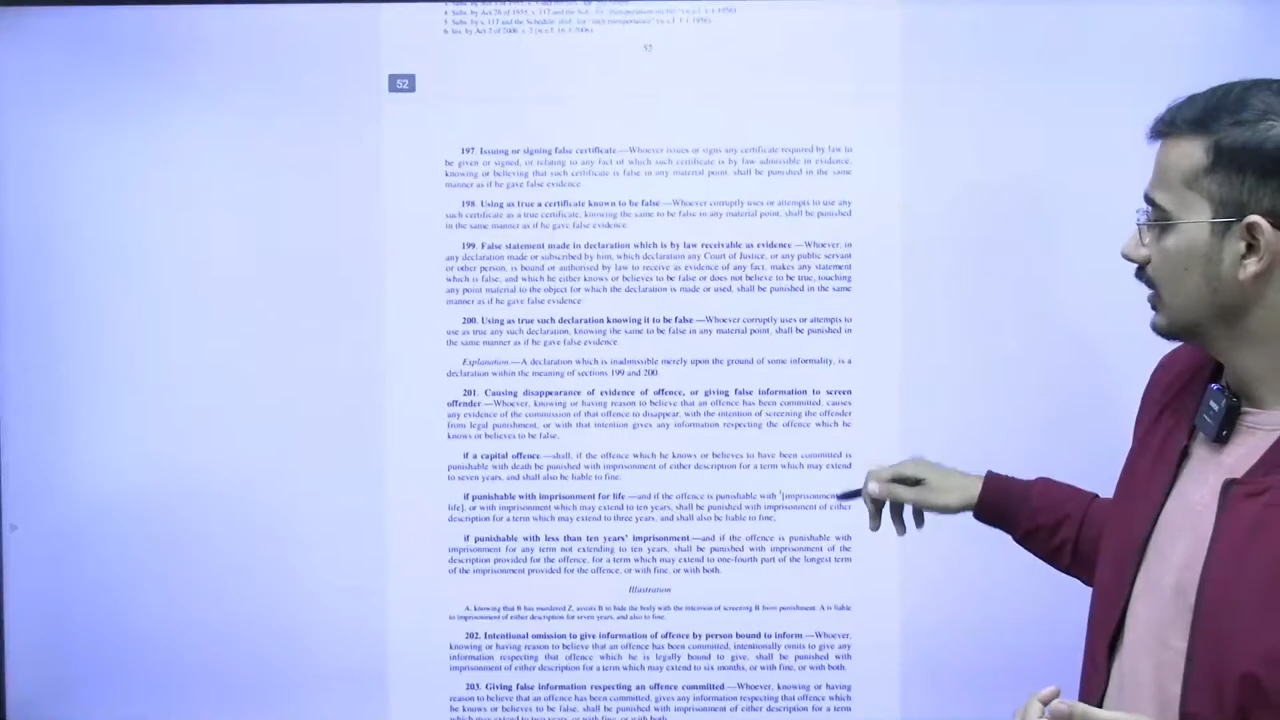 4. Subs. by Act 26 of 1955, s. 117 and the Sch., for
5. Subs. by s. 117 and the Schedule, ibid., for "such transportation" (w.e.f. 1-1-1956).
6. Ins. by Act 2 of 2006, s. 2 (w.e.f. 16-4-2006).
52
52
197. Issuing or signing false certificate.—Whoever issues or signs any certificate required by law to
be given or signed, or relating to any fact of which such certificate is by law admissible in evidence,
knowing or believing that such certificate is false in any material point, shall be punished in the same
manner as if he gave false evidence.
198. Using as true a certificate known to be false.—Whoever corruptly uses or attempts to use any
such certificate as a true certificate, knowing the same to be false in any material point, shall be punished
in the same manner as if he gave false evidence.
199. False statement made in declaration which is by law receivable as evidence.—Whoever, in
any declaration made or subscribed by him, which declaration any Court of Justice, or any public servant
or other person, is bound or authorised by law to receive as evidence of any fact, makes any statement
which is false, and which he either knows or believes to be false or does not believe to be true, touching
any point material to the object for which the declaration is made or used, shall be punished in the same
manner as if he gave false evidence.
200. Using as true such declaration knowing it to be false.—Whoever corruptly uses or attempts to
use as true any such declaration, knowing the same to be false in any material point, shall be punished in
the same manner as if he gave false evidence.
Explanation.—A declaration which is inadmissible merely upon the ground of some informality, is a
declaration within the meaning of sections 199 and 200.
201. Causing disappearance of evidence of offence, or giving false information to screen
offender.—Whoever, knowing or having reason to believe that an offence has been committed, causes
any evidence of the commission of that offence to disappear, with the intention of screening the offender
from legal punishment, or with that intention gives any information respecting the offence which he
knows or believes to be false,
if a capital offence.—shall, if the offence which he knows or believes to have been committed is
punishable with death be punished with imprisonment of either description for a term which may extend
to seven years, and shall also be liable to fine;
if punishable with imprisonment for life.—and if the offence is punishable with ¹[imprisonment
life], or with imprisonment which may extend to ten years, shall be punished with imprisonment of either
description for a term which may extend to three years, and shall also be liable to fine;
if punishable with less than ten years' imprisonment.—and if the offence is punishable with
imprisonment for any term not extending to ten years, shall be punished with imprisonment of the
description provided for the offence, for a term which may extend to one-fourth part of the longest term
of the imprisonment provided for the offence, or with fine, or with both.
Illustration
A, knowing that B has murdered Z, assists B to hide the body with the intention of screening B from punishment. A is liable
to imprisonment of either description for seven years, and also to fine.
202. Intentional omission to give information of offence by person bound to inform.—Whoever,
knowing or having reason to believe that an offence has been committed, intentionally omits to give any
information respecting that offence which he is legally bound to give, shall be punished with
imprisonment of either description for a term which may extend to six months, or with fine, or with both.
203. Giving false information respecting an offence committed.—Whoever, knowing or having
reason to believe that an offence has been committed, gives any information respecting that offence which
he knows or believes to be false, shall be punished with imprisonment of either description for a term
which may extend to two years, or with fine, or with both.